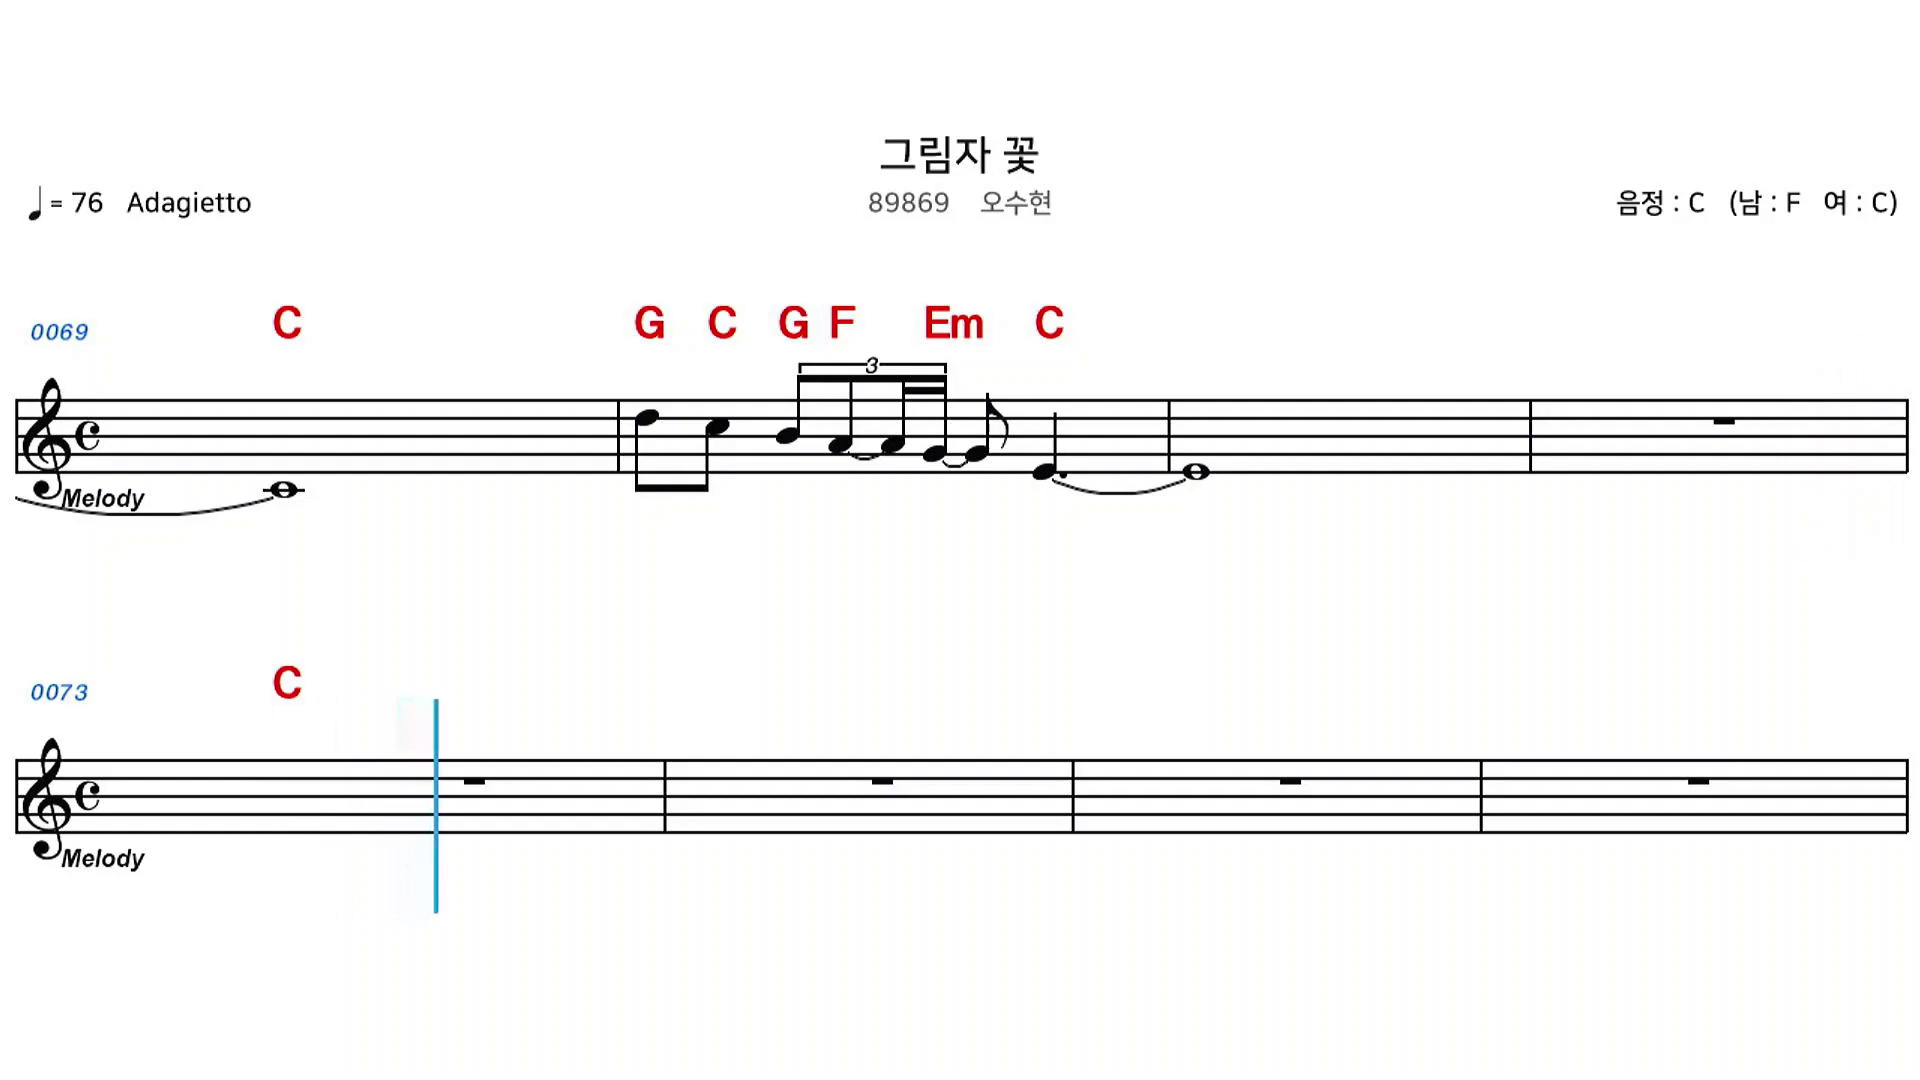 그림자 꽃
= 76 Adagietto
89869 오수현
음정 : C (남 : F 여 : C)
0069 C G C G F Em C
3
Melody
0073 C
Melody